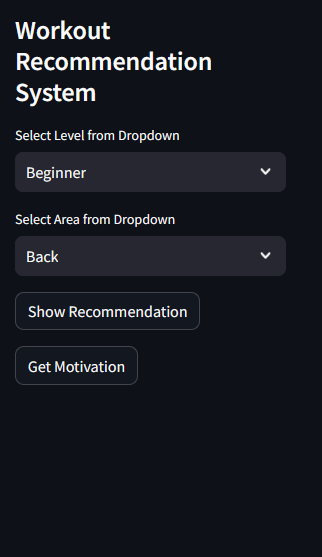 Workout
Recommendation
System
Select Level from Dropdown
Beginner
Select Area from Dropdown
Back
Show Recommendation
Get Motivation